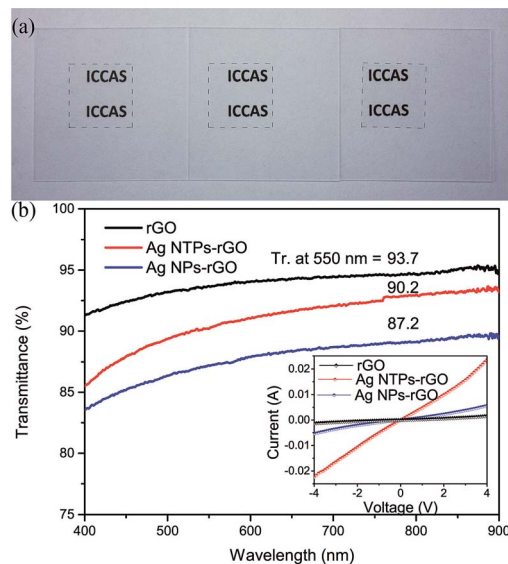 (a)
ICCAS ICCAS ICCAS
ICCAS ICCAS ICCAS
(b)
100
95
90
85
80
75
Transmittance (%)
rGO
Ag NTPs-rGO
Ag NPs-rGO
Tr. at 550 nm = 93.7
90.2
87.2
rGO
Ag NTPs-rGO
Ag NPs-rGO
0.02
0.01
0.00
-0.01
-0.02
Current (A)
-4 -2 0 2 4
Voltage (V)
400 500 600 700 800 900
Wavelength (nm)